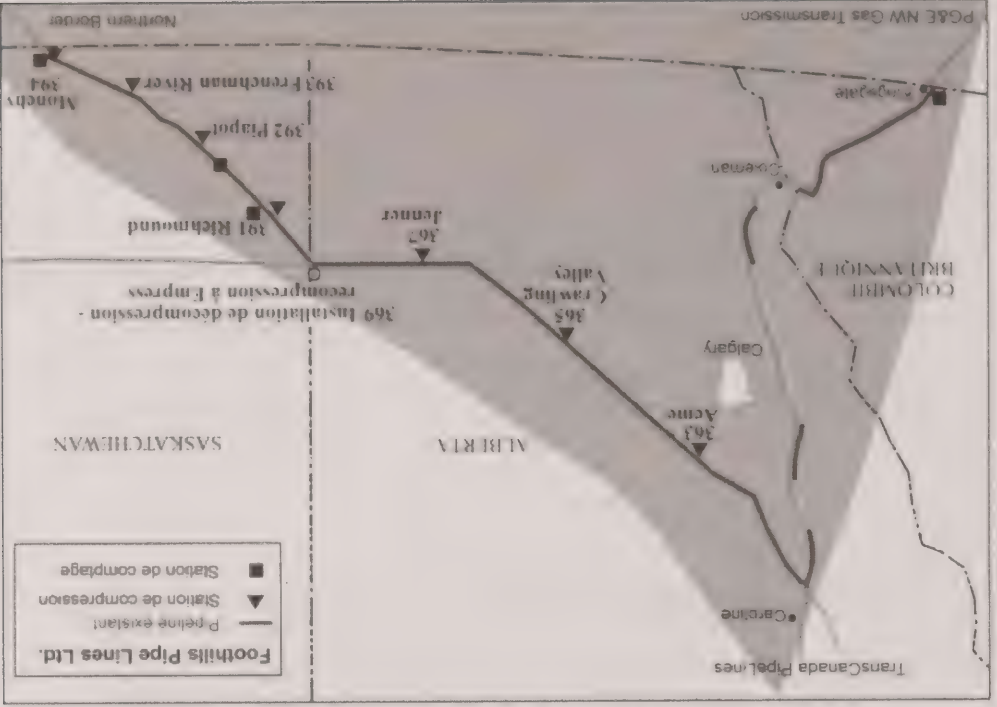 TransCanada PipeLines
Caroline
Foothills Pipe Lines Ltd.
Pipeline existant
Station de compression
Station de comptage
ALBERTA
SASKATCHEWAN
363
Acme
Calgary
365
Crawling
Valley
369 Installation de décompression -
recompression à Empress
COLOMBIE
BRITANNIQUE
367
Jenner
391 Richmound
Coleman
392 Piapot
Kingsgate
393 Frenchman River
Monchy
394
PG&E NW Gas Transmission
Northern Border